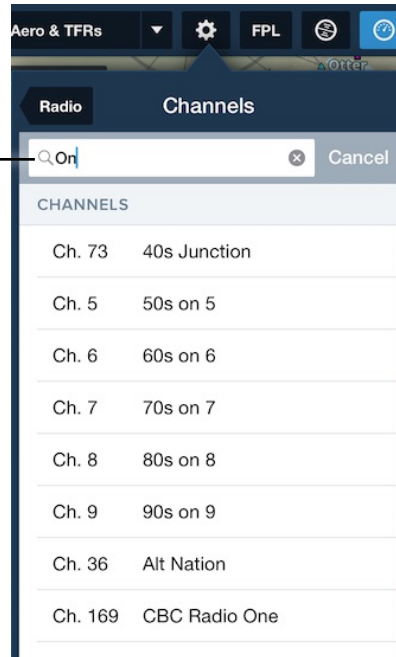 Aero & TFRs FPL
Otter
Radio Channels
On Cancel
CHANNELS
Ch. 73 40s Junction
Ch. 5 50s on 5
Ch. 6 60s on 6
Ch. 7 70s on 7
Ch. 8 80s on 8
Ch. 9 90s on 9
Ch. 36 Alt Nation
Ch. 169 CBC Radio One